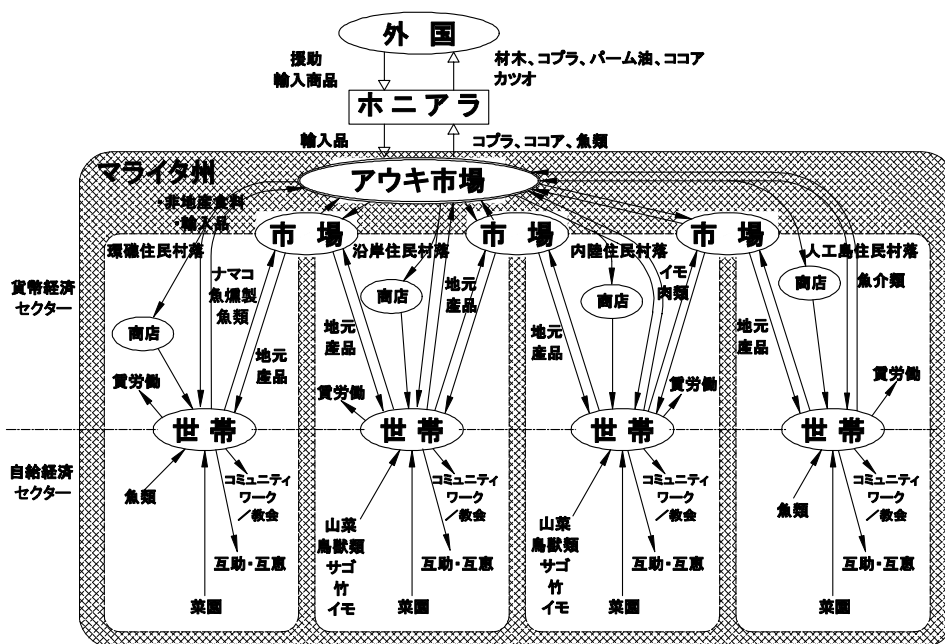 外国
援助
輸入商品
材木、コプラ、パーム油、ココア
カツオ
ホニアラ
輸入品
コプラ、ココア、魚類
マライタ州
アウキ市場
・非地産食料
・輸入品
市場
市場
市場
環礁住民村落
沿岸住民村落
内陸住民村落
人工島住民村落
貨幣経済
セクター
ナマコ
魚燻製
魚類
商店
地元
産品
賃労働
世帯
地元
産品
商店
地元
産品
賃労働
世帯
地元
産品
商店
イモ
肉類
賃労働
世帯
地元
産品
商店
魚介類
賃労働
世帯
自給経済
セクター
魚類
コミュニティ
ワーク
/教会
互助・互恵
菜園
山菜
鳥獣類
サゴ
竹
イモ
コミュニティ
ワーク
/教会
互助・互恵
菜園
山菜
鳥獣類
サゴ
竹
イモ
コミュニティ
ワーク
/教会
互助・互恵
菜園
魚類
コミュニティ
ワーク
/教会
互助・互恵
菜園